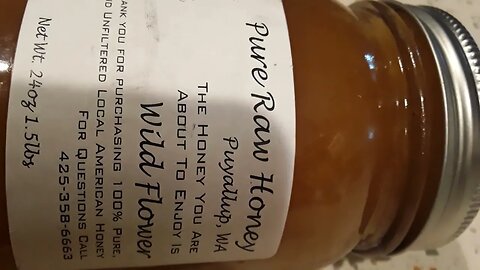 Pure Raw Honey
Puyallup, WA
The Honey You Are
About To Enjoy Is
Wild Flower
ank you for purchasing 100% Pure,
d Unfiltered Local American Honey
For Questions Call
425-358-6663
Net Wt. 24oz 1.5lbs